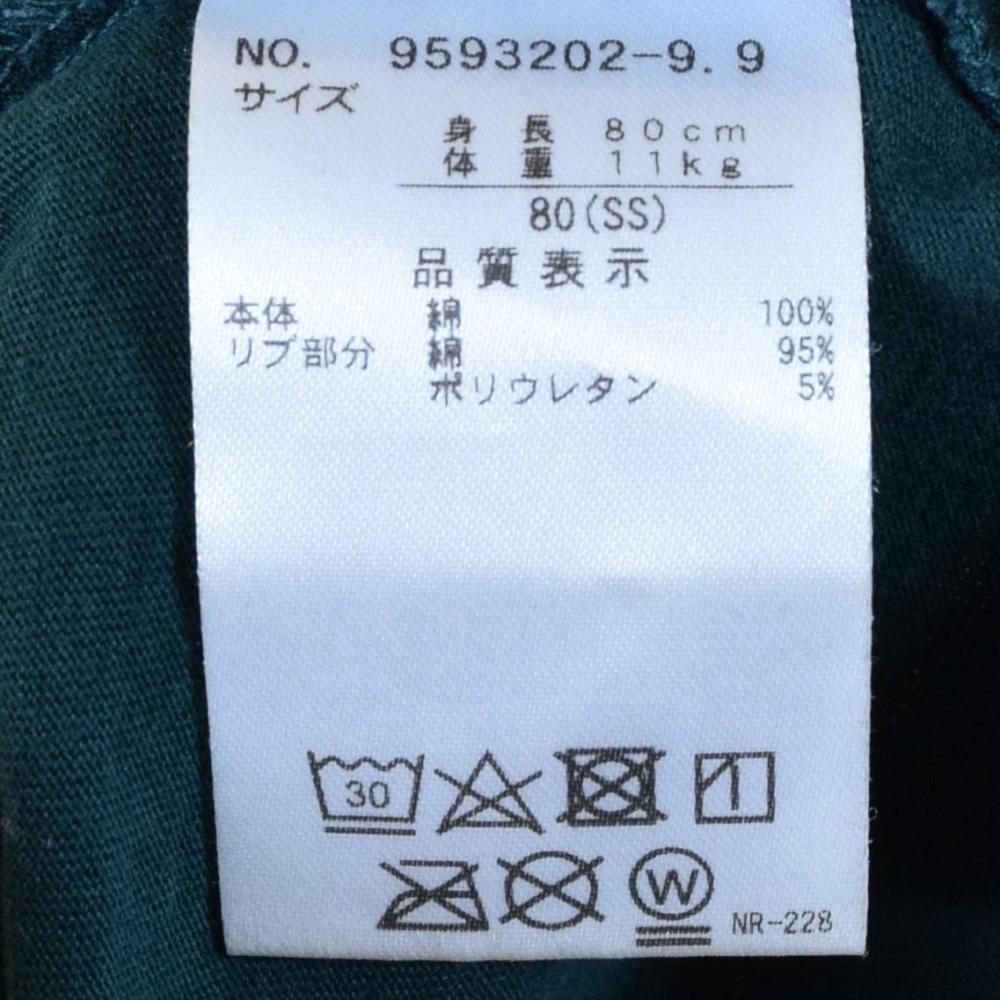 NO. 9593202-9.9
サイズ
身 長 80cm
体 重 11kg
80(SS)
品質表示
本体 綿 100%
リブ部分 綿 95%
ポリウレタン 5%
30
W
NR-228